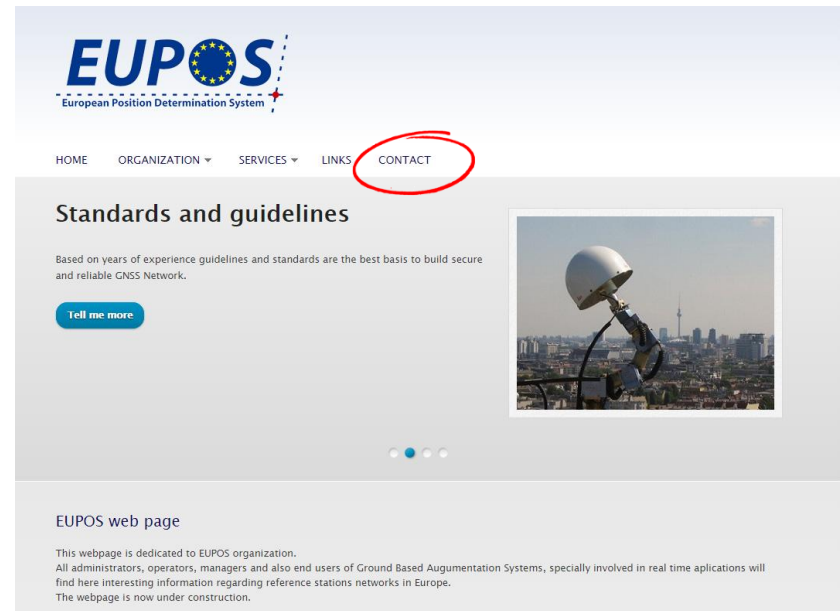 EUPOS
European Position Determination System
HOME ORGANIZATION SERVICES LINKS CONTACT
Standards and guidelines
Based on years of experience guidelines and standards are the best basis to build secure
and reliable GNSS Network.
Tell me more
EUPOS web page
This webpage is dedicated to EUPOS organization.
All administrators, operators, managers and also end users of Ground Based Augumentation Systems, specially involved in real time aplications will
find here interesting information regarding reference stations networks in Europe.
The webpage is now under construction.